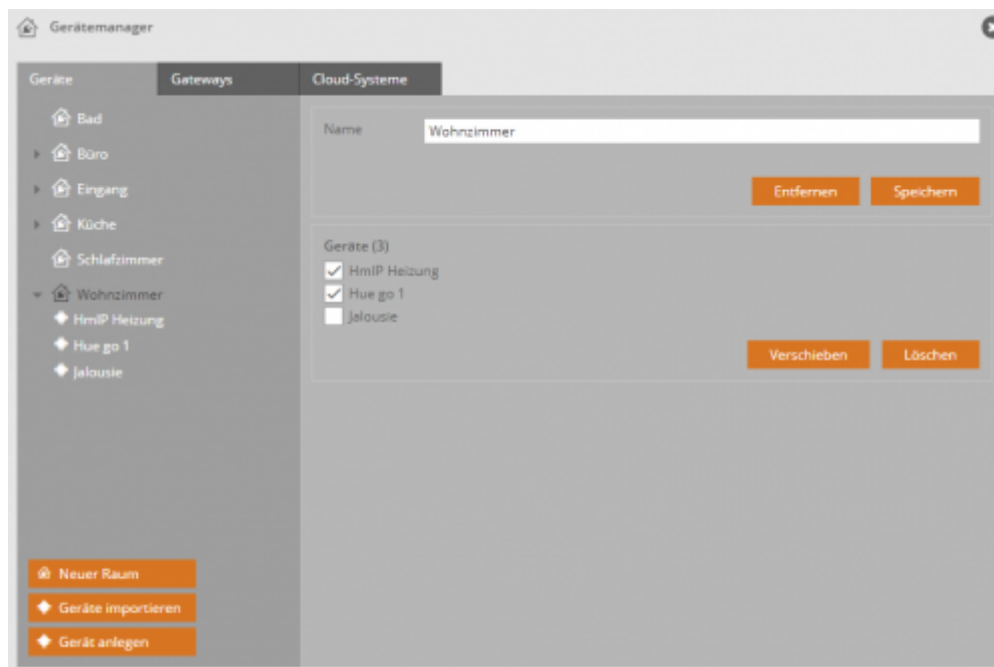 Gerätemanager
Geräte
Gateways
Cloud-Systeme
Bad
Büro
Eingang
Küche
Schlafzimmer
Wohnzimmer
HmIP Heizung
Hue go 1
Jalousie
Neuer Raum
Geräte importieren
Gerät anlegen
Name
Wohnzimmer
Entfernen
Speichern
Geräte (3)
HmIP Heizung
Hue go 1
Jalousie
Verschieben
Löschen